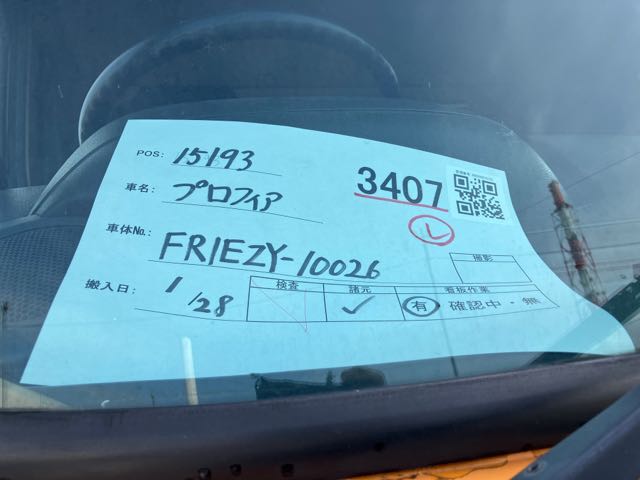 POS: 15193
3407
L
車名: プロフィア
車体No.: FR1EZY-10026
撮影
搬入日: 1/28
検査 諸元 看板作業
✓ 有 確認中・無